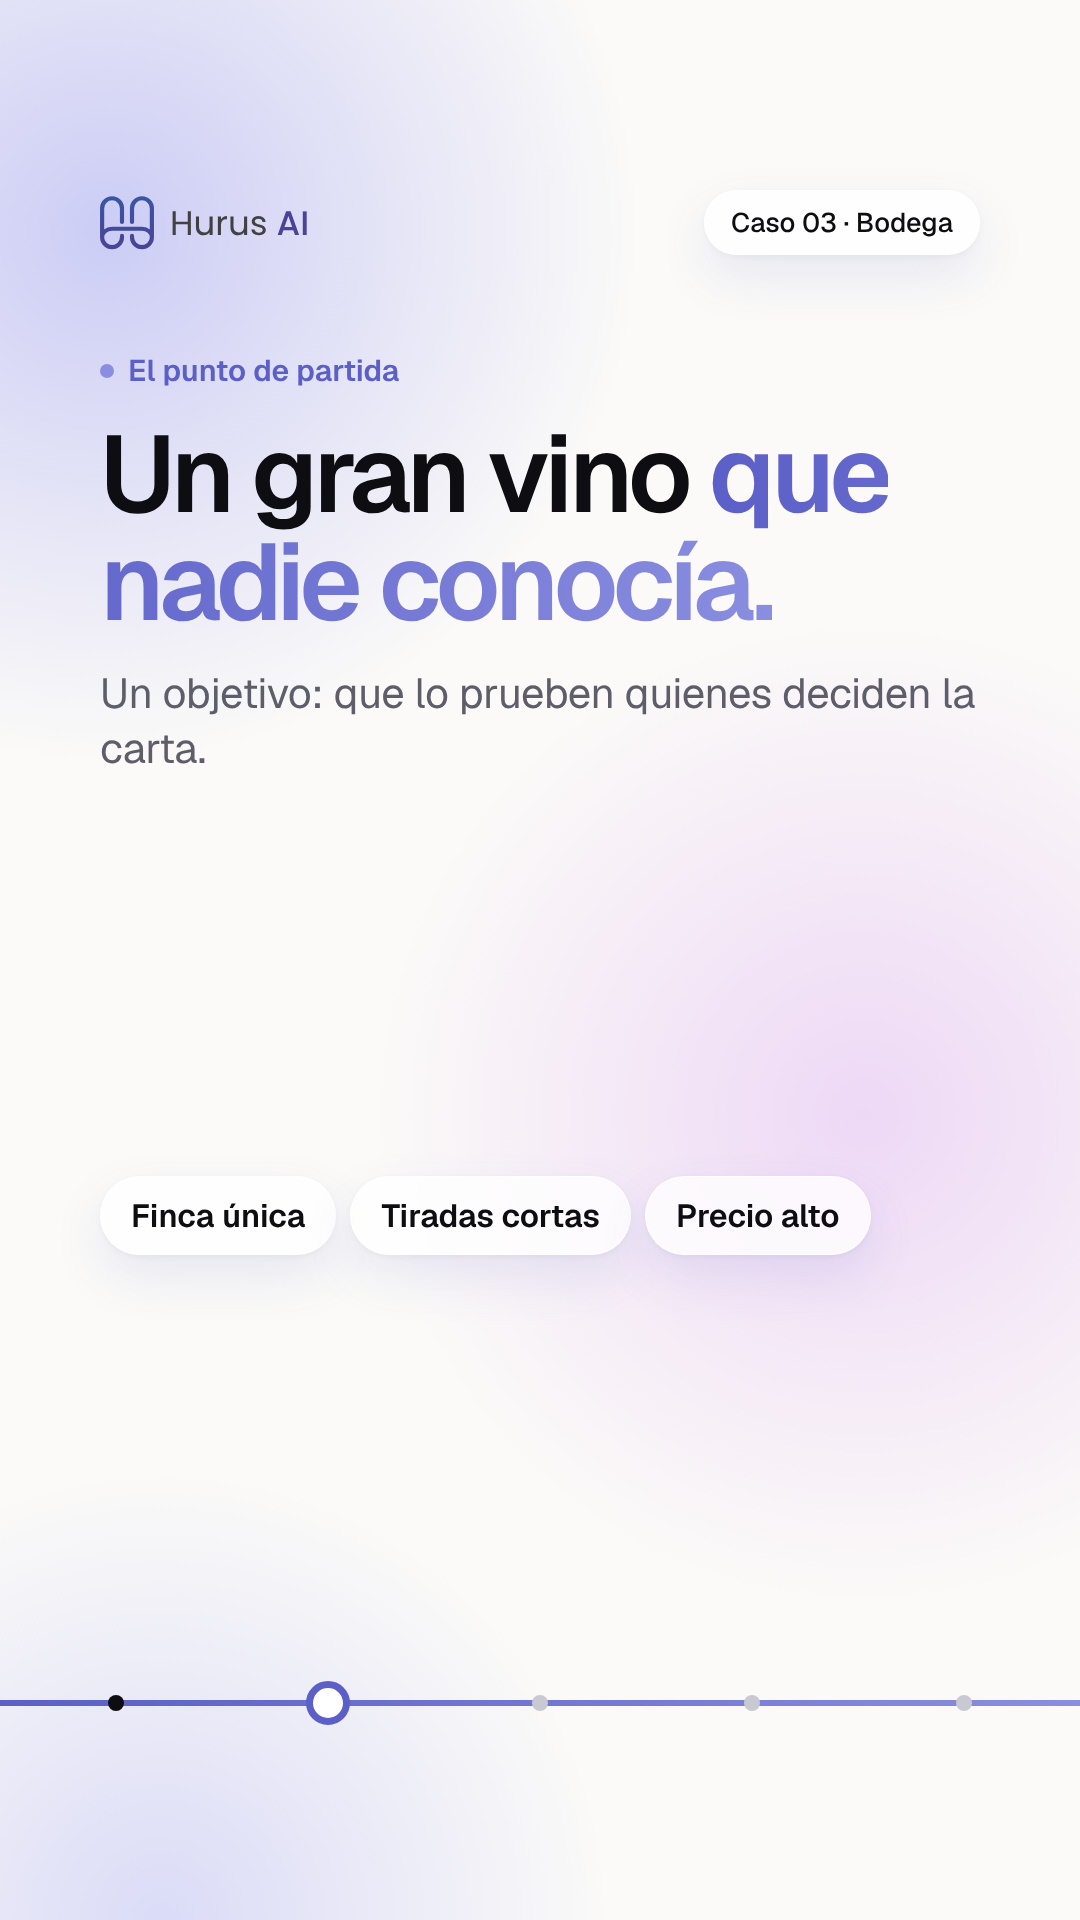 Hurus AI
Caso 03 · Bodega
El punto de partida
Un gran vino que
nadie conocía.
Un objetivo: que lo prueben quienes deciden la
carta.
Finca única
Tiradas cortas
Precio alto